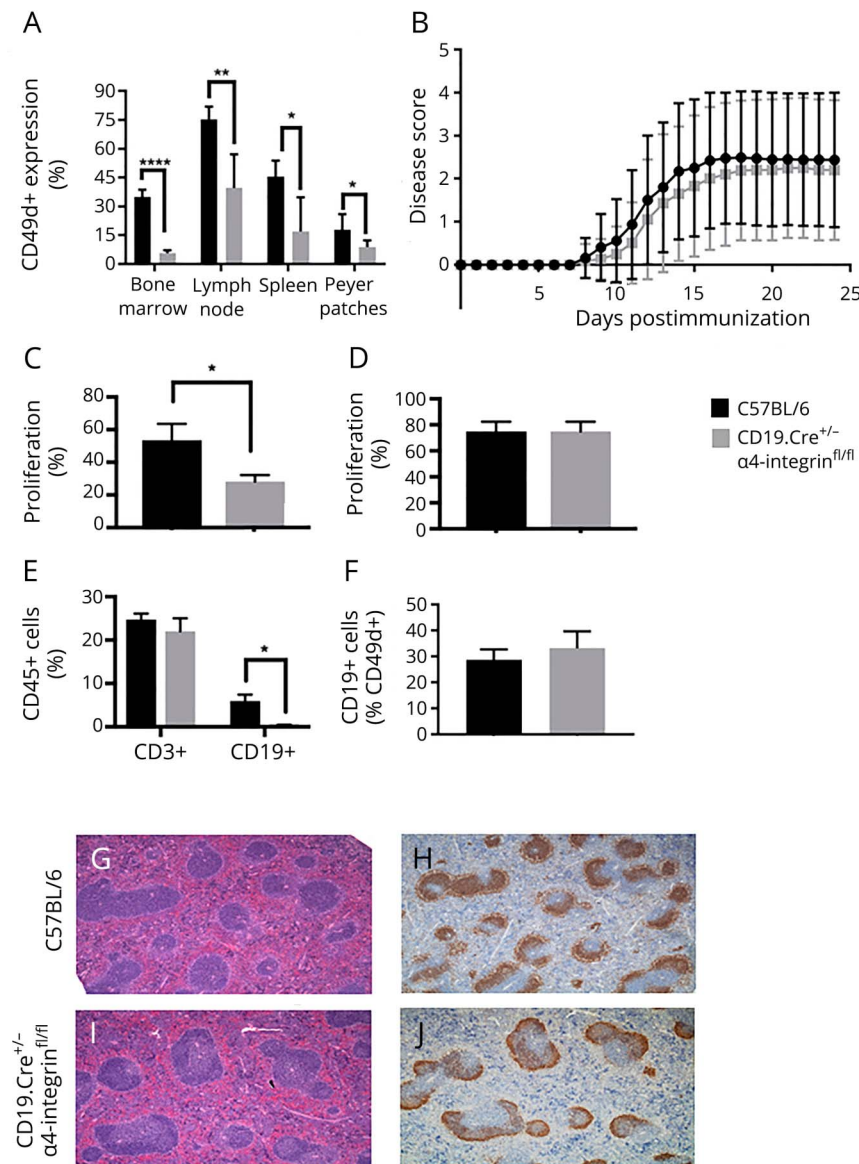 A
CD49d+ expression
(%)
90
75
60
45
30
15
0
****
**
*
*
Bone
marrow
Lymph
node
Spleen
Peyer
patches
B
Disease score
5
4
3
2
1
0
5
10
15
20
25
Days postimmunization
C
Proliferation
(%)
80
60
40
20
0
*
D
Proliferation
(%)
100
80
60
40
20
0
C57BL/6
CD19.Cre+/–
α4-integrinfl/fl
E
CD45+ cells
(%)
30
20
10
0
*
CD3+
CD19+
F
CD19+ cells
(% CD49d+)
50
40
30
20
10
0
C57BL/6
G
H
CD19.Cre+/–
α4-integrinfl/fl
I
J